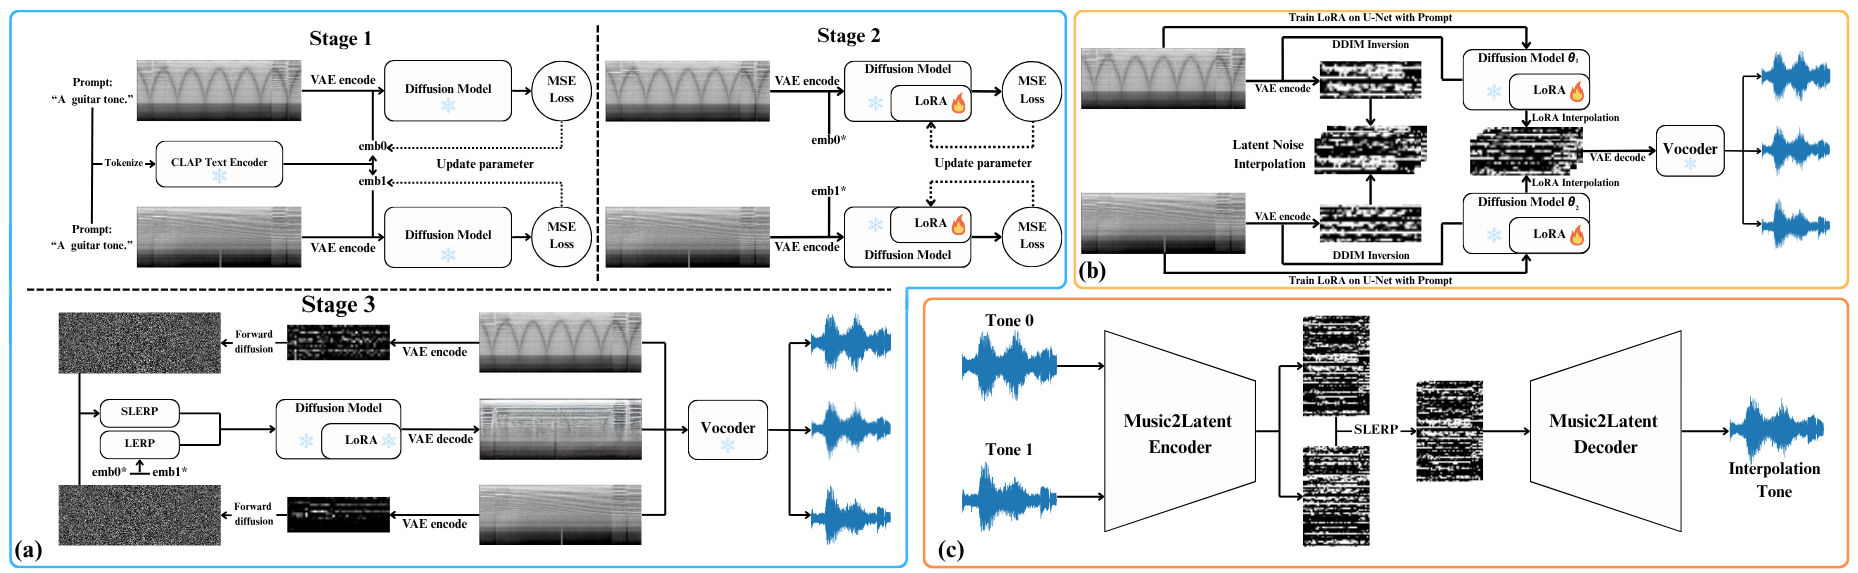 Stage 1
Prompt:
“A guitar tone.”
VAE encode
Diffusion Model
MSE
Loss
emb0
Tokenize
CLAP Text Encoder
Update parameter
emb1
Prompt:
“A guitar tone.”
VAE encode
Diffusion Model
MSE
Loss
Stage 2
VAE encode
Diffusion Model
LoRA
MSE
Loss
emb0*
Update parameter
emb1*
VAE encode
LoRA
Diffusion Model
MSE
Loss
Stage 3
Forward
diffusion
VAE encode
SLERP
LERP
emb0*
emb1*
Diffusion Model
LoRA
VAE decode
Vocoder
Forward
diffusion
VAE encode
(a)
Train LoRA on U-Net with Prompt
DDIM Inversion
VAE encode
Diffusion Model θ1
LoRA
LoRA Interpolation
Latent Noise
Interpolation
VAE decode
Vocoder
LoRA Interpolation
VAE encode
Diffusion Model θ2
LoRA
DDIM Inversion
Train LoRA on U-Net with Prompt
(b)
Tone 0
Tone 1
Music2Latent
Encoder
SLERP
Music2Latent
Decoder
Interpolation
Tone
(c)